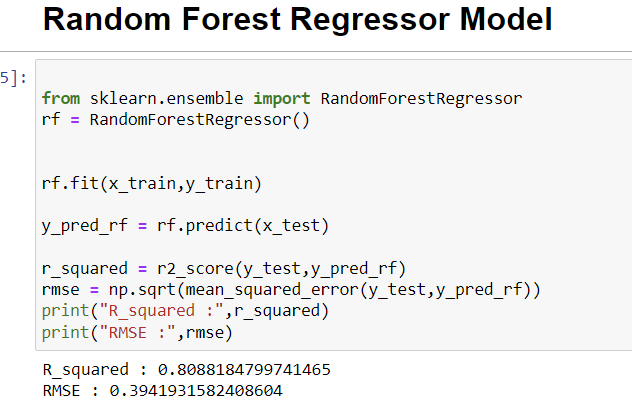 Random Forest Regressor Model
5]:
from sklearn.ensemble import RandomForestRegressor
rf = RandomForestRegressor()
rf.fit(x_train,y_train)
y_pred_rf = rf.predict(x_test)
r_squared = r2_score(y_test,y_pred_rf)
rmse = np.sqrt(mean_squared_error(y_test,y_pred_rf))
print("R_squared :",r_squared)
print("RMSE :",rmse)
R_squared : 0.8088184799741465
RMSE : 0.3941931582408604